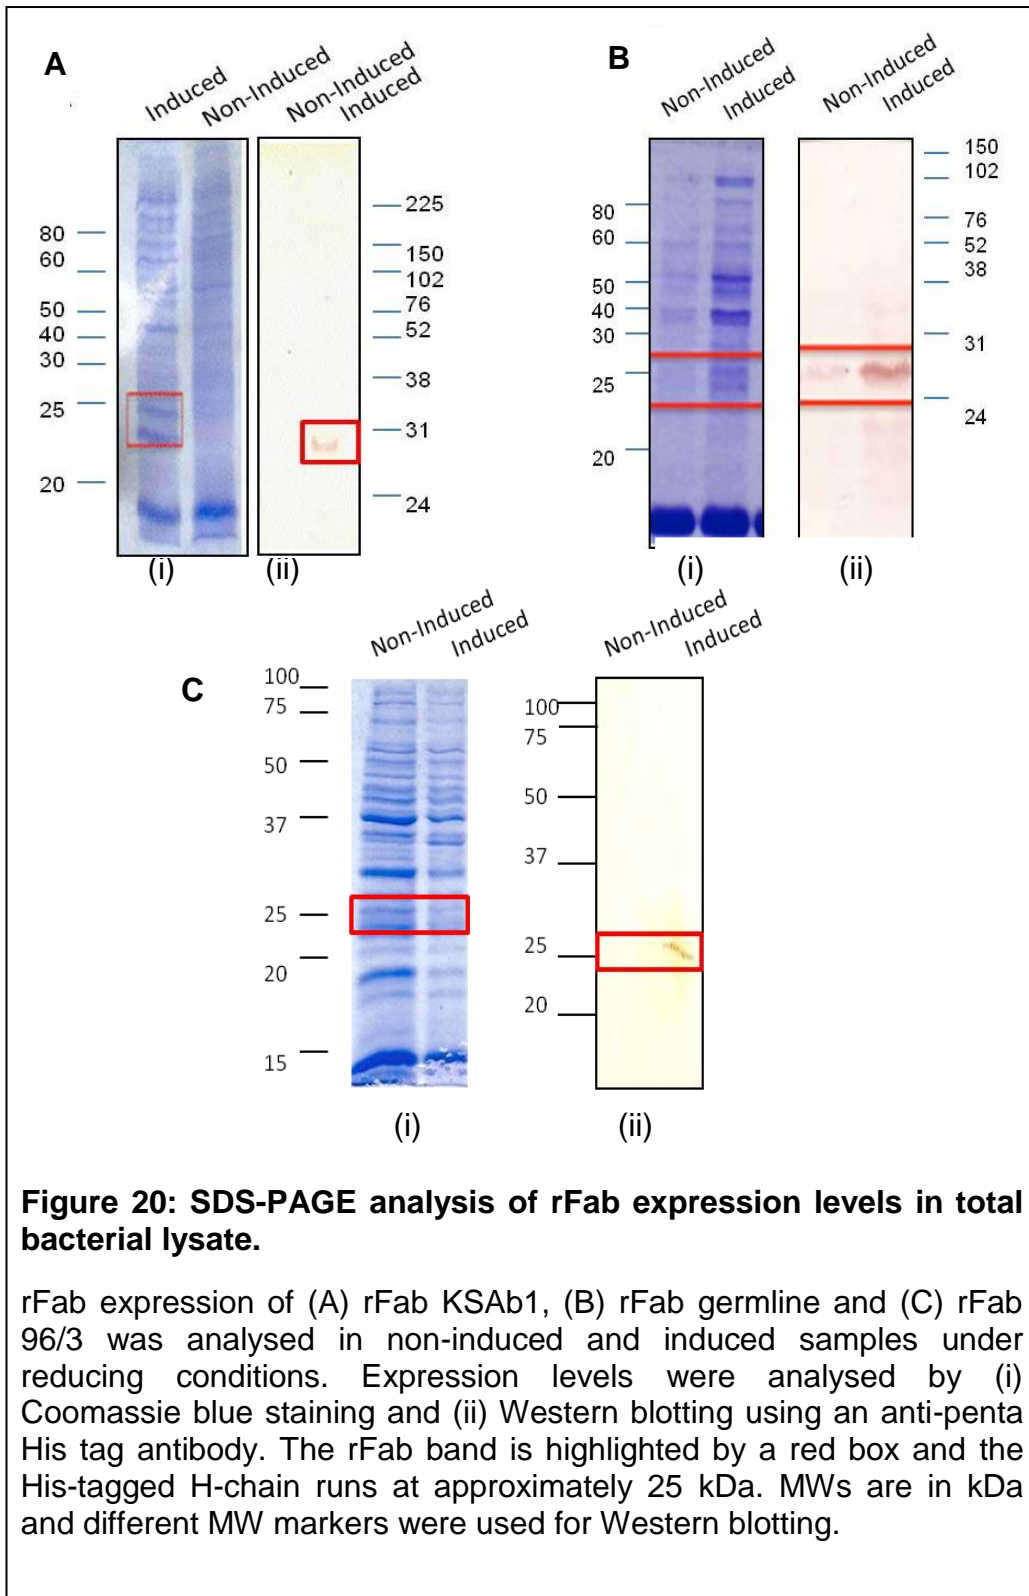 A
Induced
Non-Induced
Non-Induced
Induced
80
60
50
40
30
25
20
225
150
102
76
52
38
31
24
(i)
(ii)
B
Non-Induced
Induced
Non-Induced
Induced
80
60
50
40
30
25
20
150
102
76
52
38
31
24
(i)
(ii)
C
Non-Induced
Induced
Non-Induced
Induced
100
75
50
37
25
20
15
100
75
50
37
25
20
(i)
(ii)
Figure 20: SDS-PAGE analysis of rFab expression levels in total
bacterial lysate.
rFab expression of (A) rFab KSAb1, (B) rFab germline and (C) rFab
96/3 was analysed in non-induced and induced samples under
reducing conditions. Expression levels were analysed by (i)
Coomassie blue staining and (ii) Western blotting using an anti-penta
His tag antibody. The rFab band is highlighted by a red box and the
His-tagged H-chain runs at approximately 25 kDa. MWs are in kDa
and different MW markers were used for Western blotting.